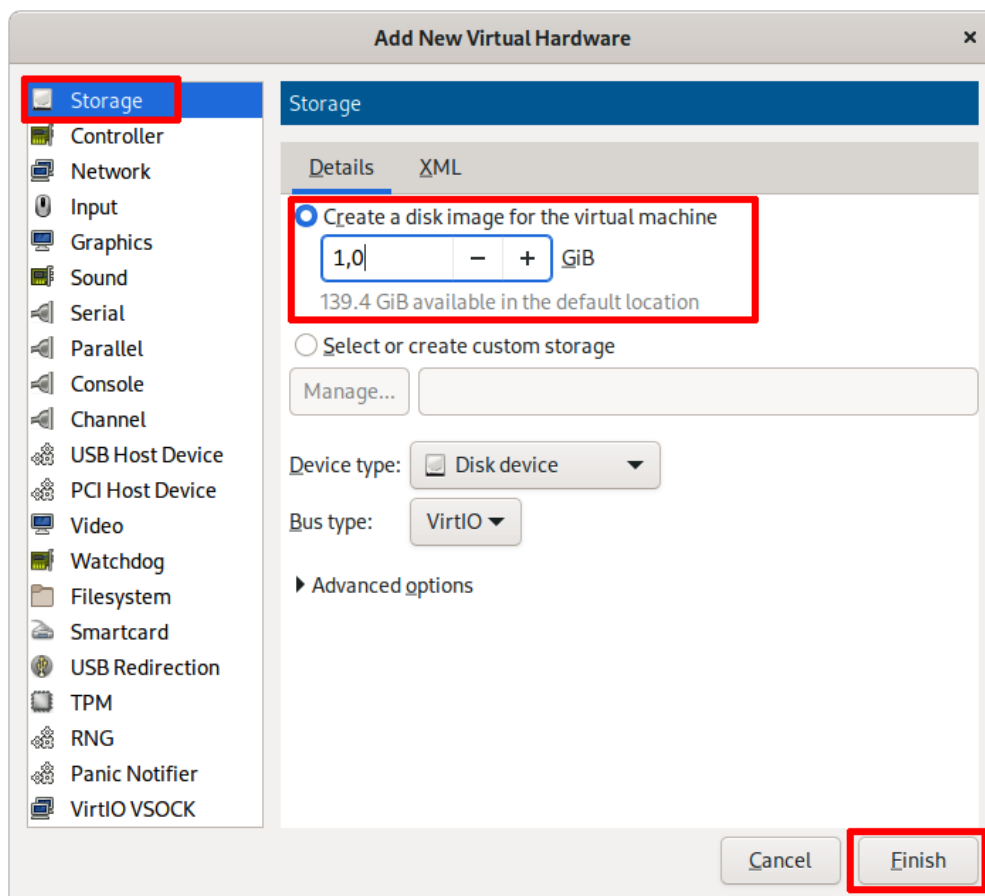 Add New Virtual Hardware
Storage
Controller
Network
Input
Graphics
Sound
Serial
Parallel
Console
Channel
USB Host Device
PCI Host Device
Video
Watchdog
Filesystem
Smartcard
USB Redirection
TPM
RNG
Panic Notifier
VirtIO VSOCK
Storage
Details XML
Create a disk image for the virtual machine
1,0 − + GiB
139.4 GiB available in the default location
Select or create custom storage
Manage...
Device type: Disk device
Bus type: VirtIO
Advanced options
Cancel Finish